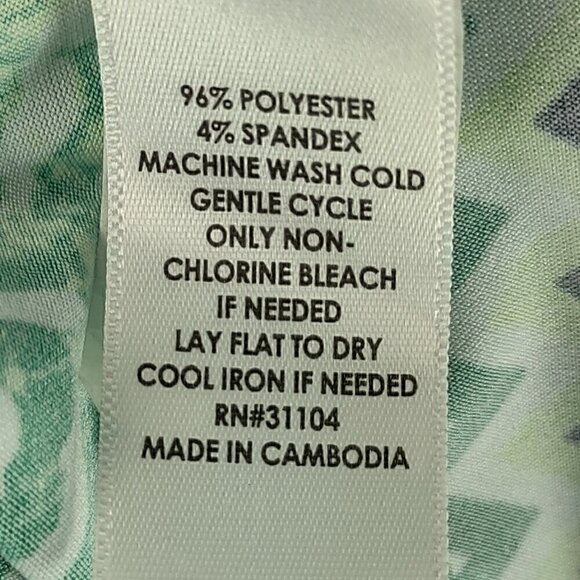 96% POLYESTER
4% SPANDEX
MACHINE WASH COLD
GENTLE CYCLE
ONLY NON-
CHLORINE BLEACH
IF NEEDED
LAY FLAT TO DRY
COOL IRON IF NEEDED
RN#31104
MADE IN CAMBODIA